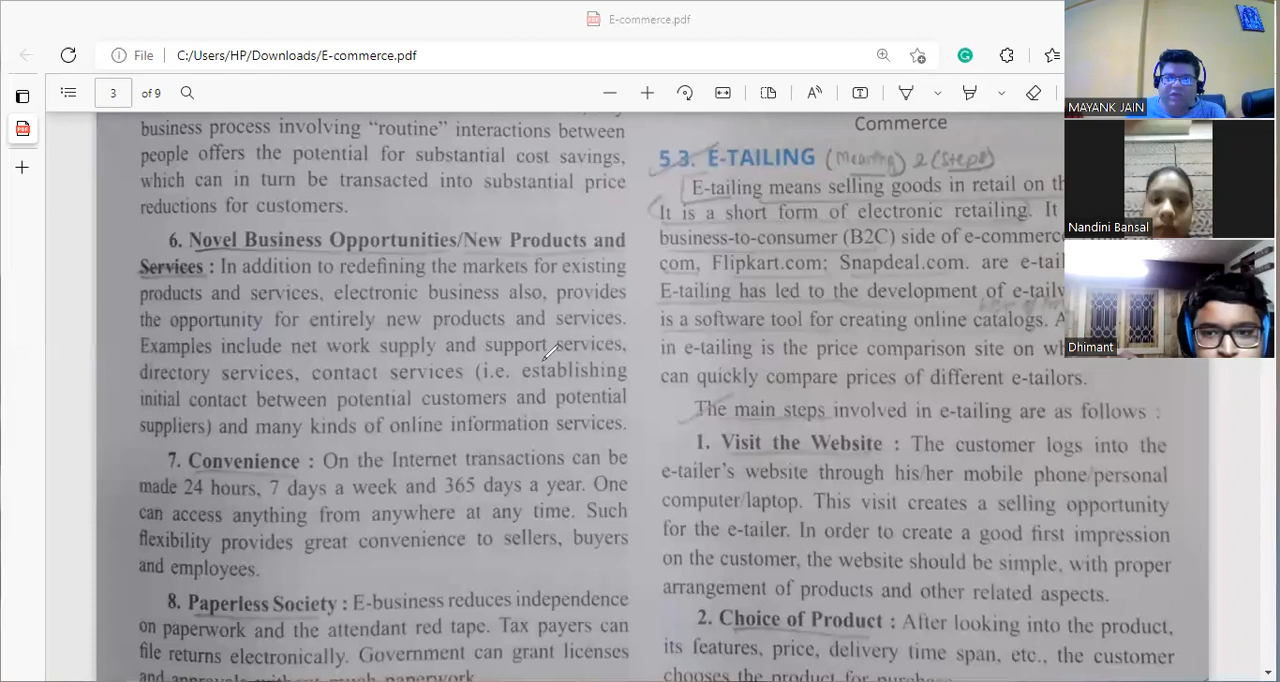 E-commerce.pdf
File C:/Users/HP/Downloads/E-commerce.pdf
3 of 9
business process involving “routine” interactions between
people offers the potential for substantial cost savings,
which can in turn be transacted into substantial price
reductions for customers.
6. Novel Business Opportunities/New Products and
Services : In addition to redefining the markets for existing
products and services, electronic business also, provides
the opportunity for entirely new products and services.
Examples include net work supply and support services,
directory services, contact services (i.e. establishing
initial contact between potential customers and potential
suppliers) and many kinds of online information services.
7. Convenience : On the Internet transactions can be
made 24 hours, 7 days a week and 365 days a year. One
can access anything from anywhere at any time. Such
flexibility provides great convenience to sellers, buyers
and employees.
8. Paperless Society : E-business reduces independence
on paperwork and the attendant red tape. Tax payers can
file returns electronically. Government can grant licenses
and approvals without much paperwork
Commerce
5.3. E-TAILING (Meaning) 2 (Steps)
E-tailing means selling goods in retail on th
It is a short form of electronic retailing. It
business-to-consumer (B2C) side of e-commerce
com, Flipkart.com; Snapdeal.com. are e-tail
E-tailing has led to the development of e-tailw
is a software tool for creating online catalogs. A
in e-tailing is the price comparison site on wh
can quickly compare prices of different e-tailors.
The main steps involved in e-tailing are as follows :
1. Visit the Website : The customer logs into the
e-tailer's website through his/her mobile phone/personal
computer/laptop. This visit creates a selling opportunity
for the e-tailer. In order to create a good first impression
on the customer, the website should be simple, with proper
arrangement of products and other related aspects.
2. Choice of Product : After looking into the product,
its features, price, delivery time span, etc., the customer
chooses the product for purchase
MAYANK JAIN
Nandini Bansal
Dhimant